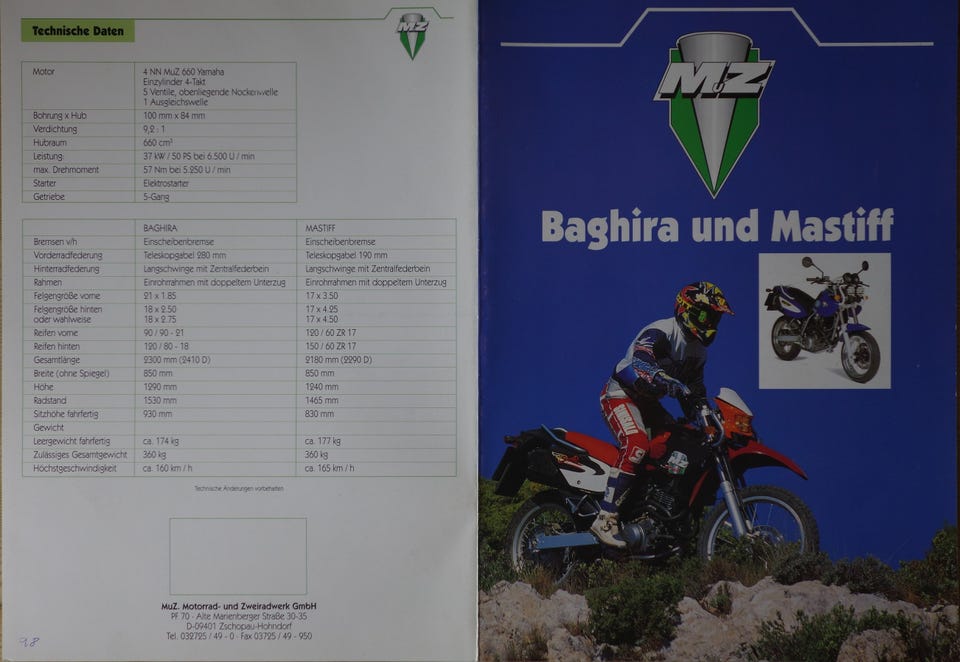 Technische Daten
MZ
Motor 4 NN MuZ 660 Yamaha
Einzylinder 4-Takt
5 Ventile, obenliegende Nockenwelle
1 Ausgleichswelle
Bohrung x Hub 100 mm x 84 mm
Verdichtung 9,2 : 1
Hubraum 660 cm³
Leistung: 37 kW / 50 PS bei 6.500 U / min
max. Drehmoment 57 Nm bei 5.250 U / min
Starter Elektrostarter
Getriebe 5-Gang
BAGHIRA MASTIFF
Bremsen v/h Einscheibenbremse Einscheibenbremse
Vorderradfederung Teleskopgabel 280 mm Teleskopgabel 190 mm
Hinterradfederung Langschwinge mit Zentralfederbein Langschwinge mit Zentralfederbein
Rahmen Einrohrrahmen mit doppeltem Unterzug Einrohrrahmen mit doppeltem Unterzug
Felgengröße vorne 21 x 1.85 17 x 3.50
Felgengröße hinten 18 x 2.50 17 x 4.25
oder wahlweise 18 x 2.75 17 x 4.50
Reifen vorne 90 / 90 - 21 120 / 60 ZR 17
Reifen hinten 120 / 80 - 18 150 / 60 ZR 17
Gesamtlänge 2300 mm (2410 D) 2180 mm (2290 D)
Breite (ohne Spiegel) 850 mm 850 mm
Höhe 1290 mm 1240 mm
Radstand 1530 mm 1465 mm
Sitzhöhe fahrfertig 930 mm 830 mm
Gewicht
Leergewicht fahrfertig ca. 174 kg ca. 177 kg
Zulässiges Gesamtgewicht 360 kg 360 kg
Höchstgeschwindigkeit ca. 160 km / h ca. 165 km / h
Technische Änderungen vorbehalten
MuZ. Motorrad- und Zweiradwerk GmbH
PF 70 · Alte Marienberger Straße 30-35
D-09401 Zschopau-Hohndorf
Tel. 032725 / 49 - 0 · Fax 03725 / 49 - 950
98
MuZ
Baghira und Mastiff